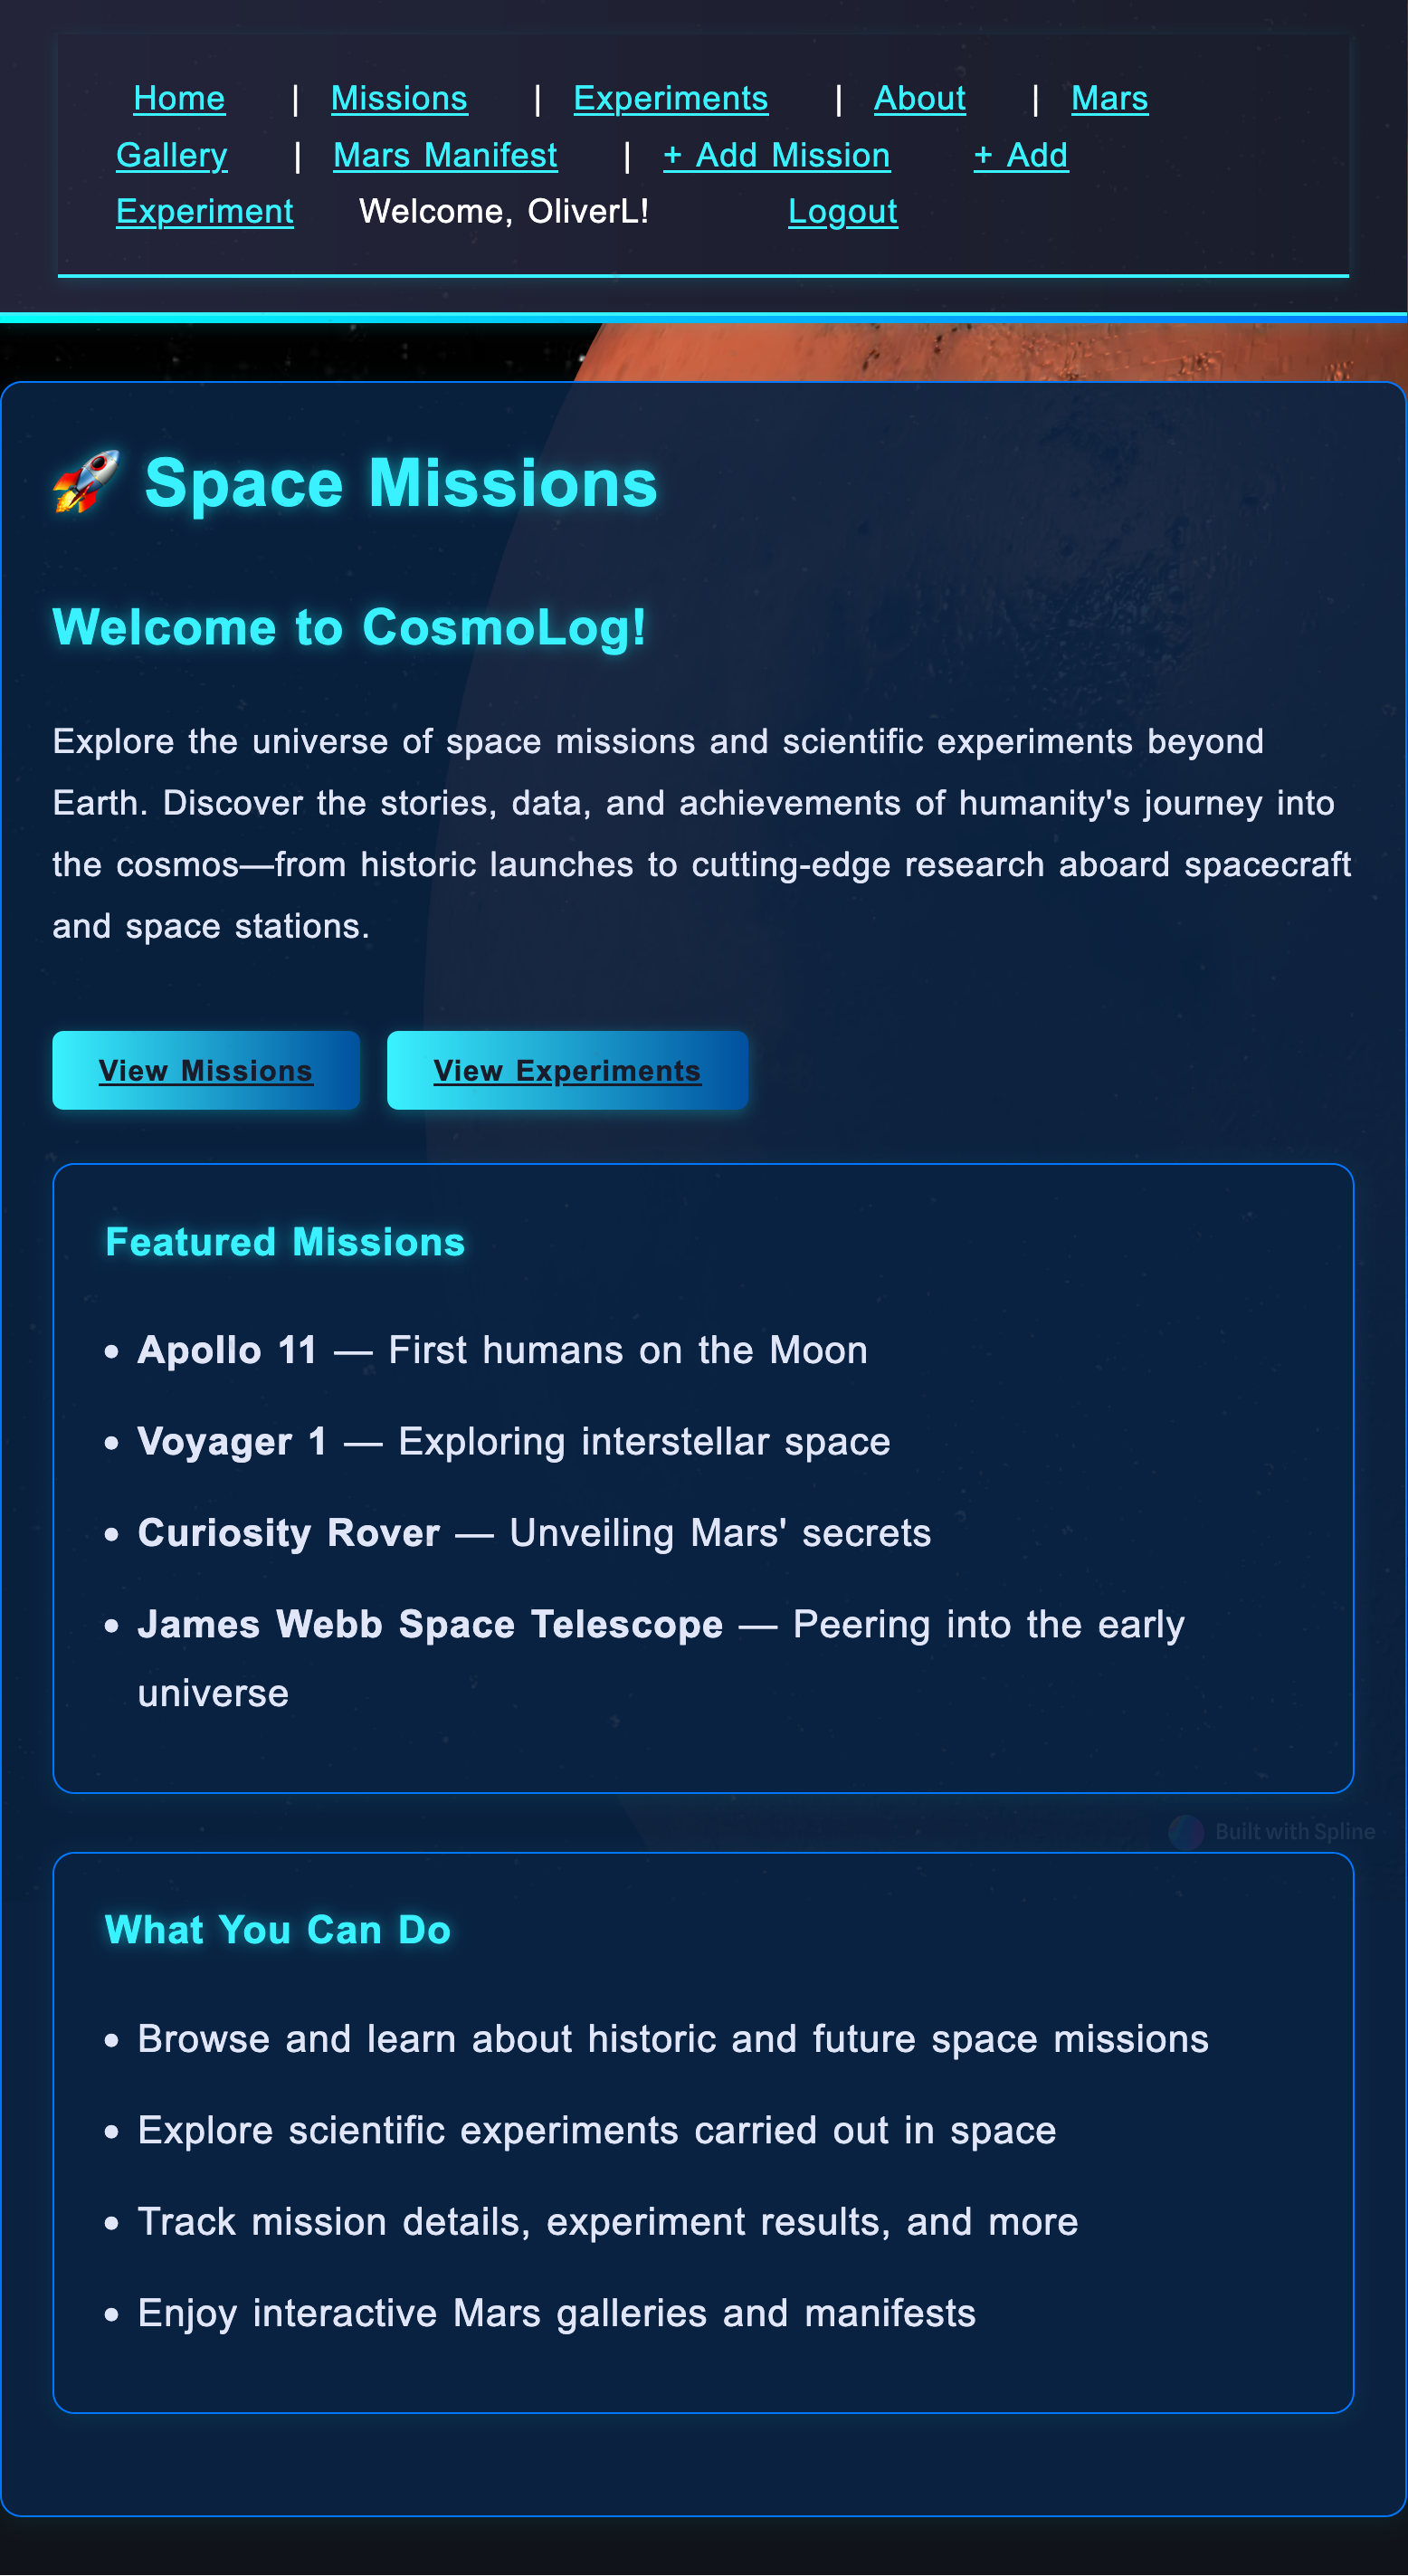 Home | Missions | Experiments | About | Mars
Gallery | Mars Manifest | + Add Mission + Add
Experiment Welcome, OliverL! Logout
🚀 Space Missions
Welcome to CosmoLog!
Explore the universe of space missions and scientific experiments beyond
Earth. Discover the stories, data, and achievements of humanity's journey into
the cosmos—from historic launches to cutting-edge research aboard spacecraft
and space stations.
View Missions View Experiments
Featured Missions
• Apollo 11 — First humans on the Moon
• Voyager 1 — Exploring interstellar space
• Curiosity Rover — Unveiling Mars' secrets
• James Webb Space Telescope — Peering into the early
universe
Built with Spline
What You Can Do
• Browse and learn about historic and future space missions
• Explore scientific experiments carried out in space
• Track mission details, experiment results, and more
• Enjoy interactive Mars galleries and manifests